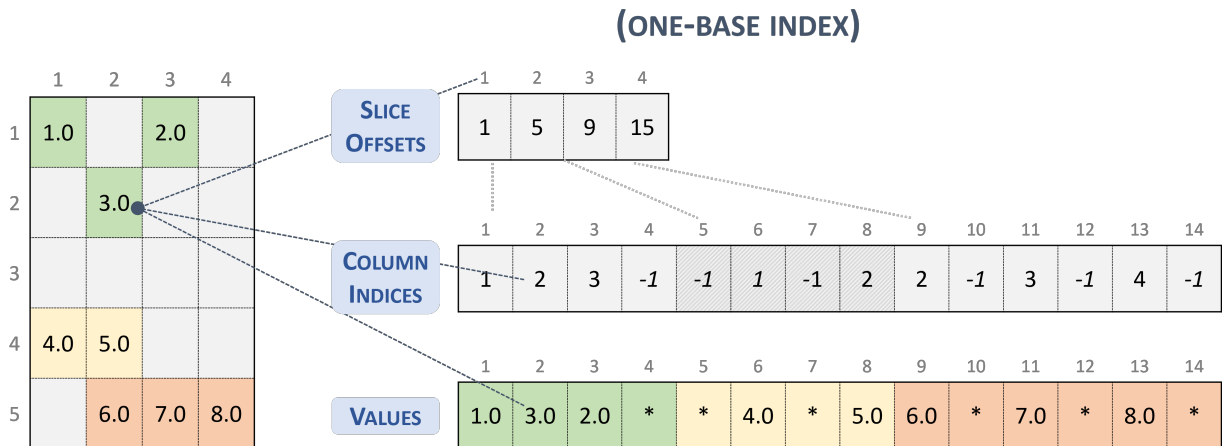 (ONE-BASE INDEX)
1 2 3 4
1 1.0 2.0
2 3.0
3
4 4.0 5.0
5 6.0 7.0 8.0
SLICE
OFFSETS
1 2 3 4
1 5 9 15
COLUMN
INDICES
1 2 3 4 5 6 7 8 9 10 11 12 13 14
1 2 3 -1 -1 1 -1 2 2 -1 3 -1 4 -1
VALUES
1 2 3 4 5 6 7 8 9 10 11 12 13 14
1.0 3.0 2.0 * * 4.0 * 5.0 6.0 * 7.0 * 8.0 *